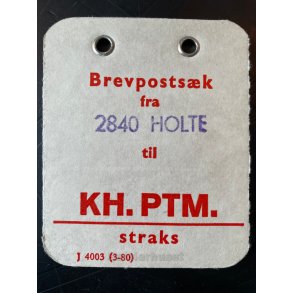 Brevpostsæk
fra
2840 HOLTE
til
KH. PTM.
straks
J 4003 (3-80)